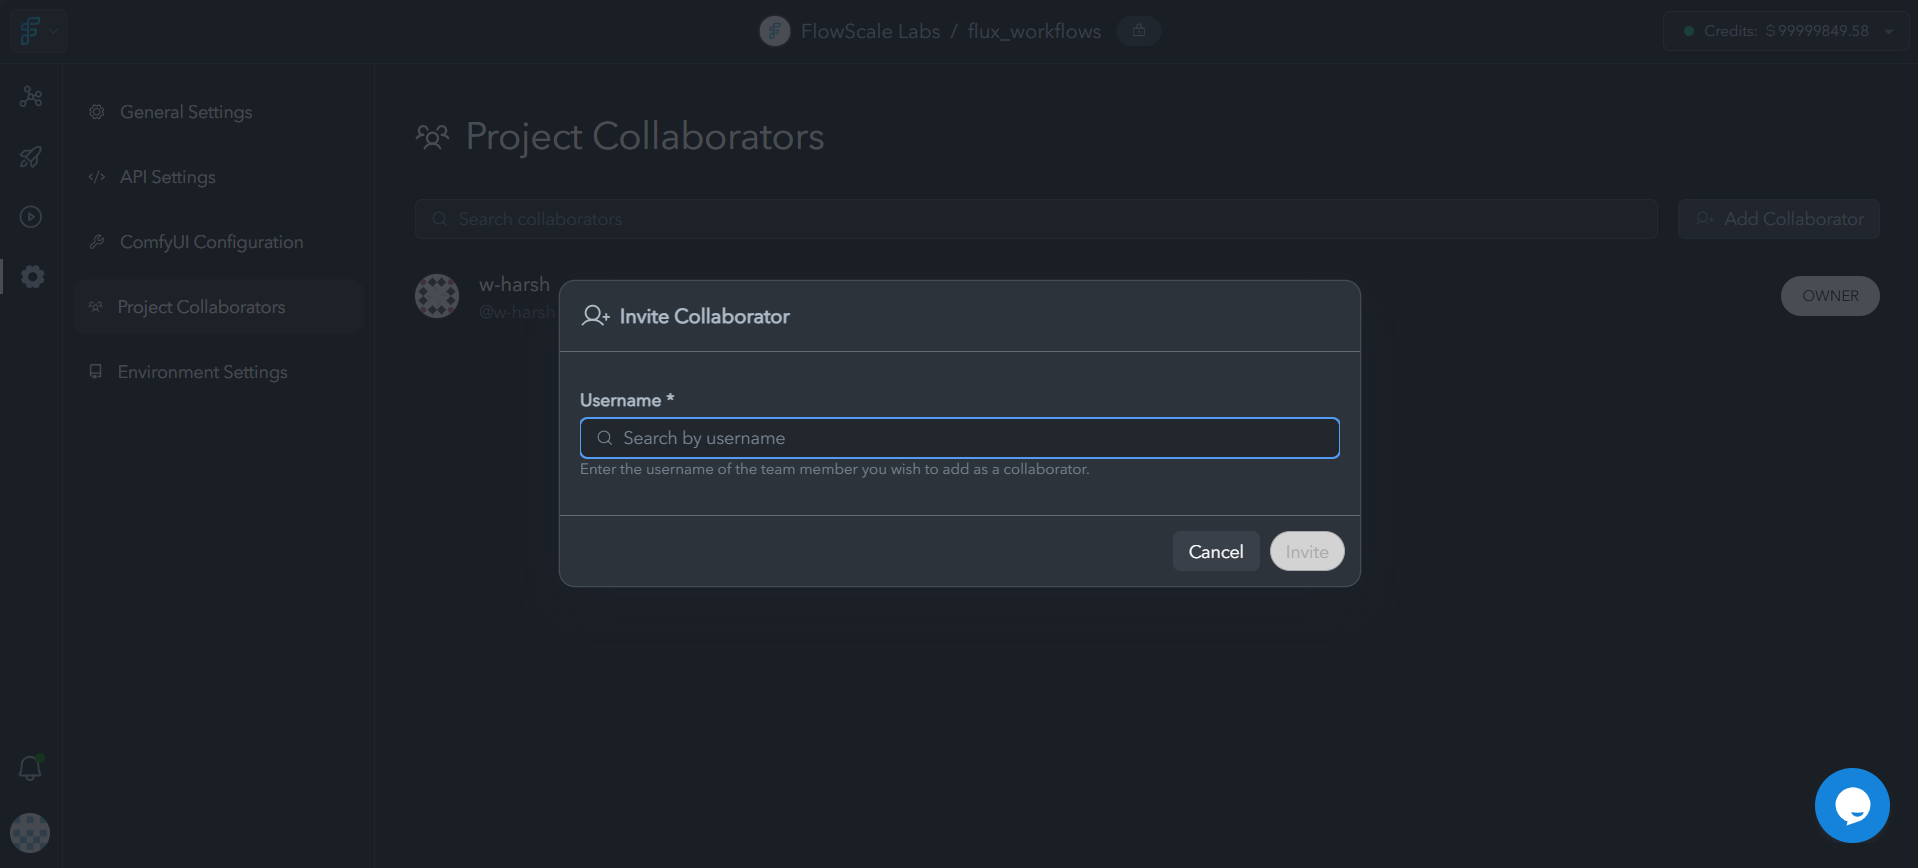 FlowScale Labs / flux_workflows
Credits: $ 99999849.58
General Settings
API Settings
ComfyUI Configuration
Project Collaborators
Environment Settings
Project Collaborators
Search collaborators
Add Collaborator
w-harsh
@w-harsh
OWNER
Invite Collaborator
Username *
Search by username
Enter the username of the team member you wish to add as a collaborator.
Cancel
Invite